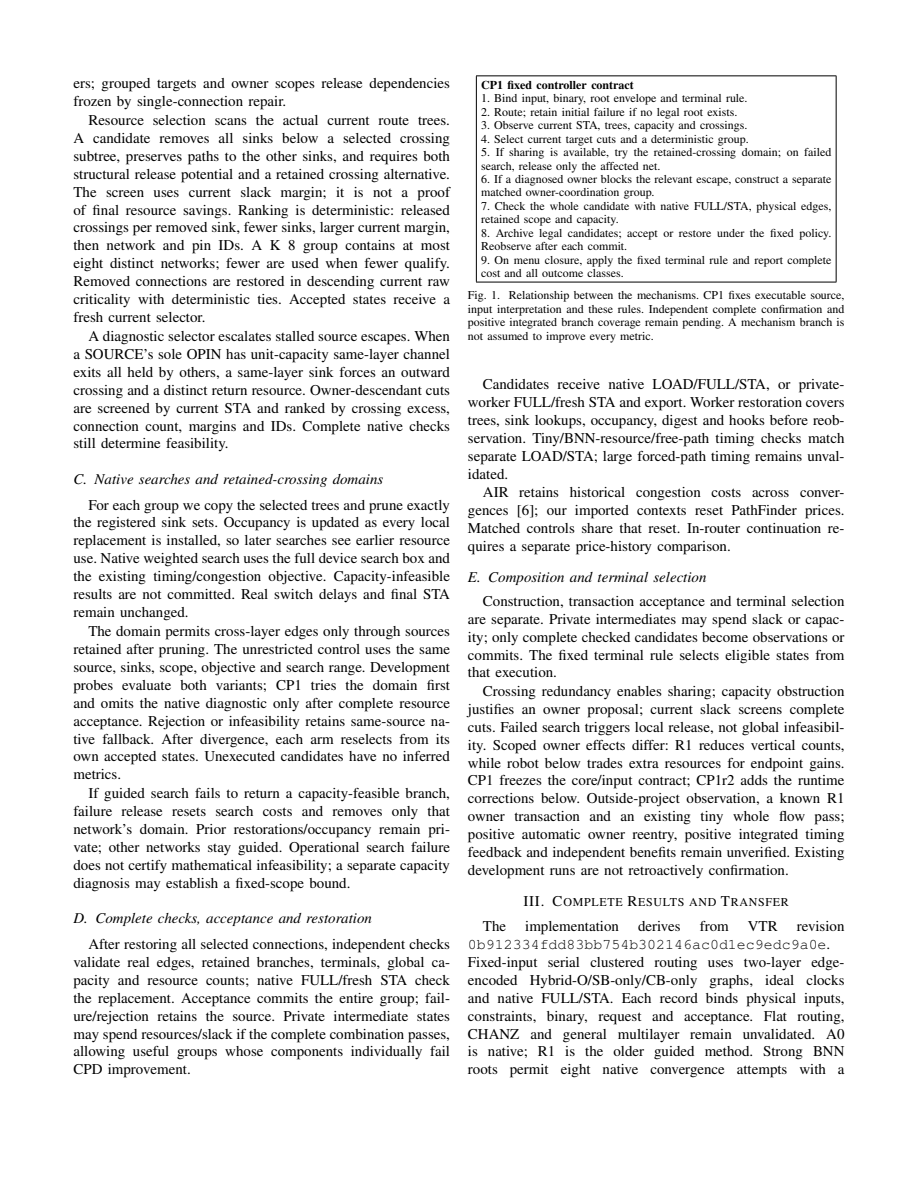 ers; grouped targets and owner scopes release dependencies
frozen by single-connection repair.
Resource selection scans the actual current route trees.
A candidate removes all sinks below a selected crossing
subtree, preserves paths to the other sinks, and requires both
structural release potential and a retained crossing alternative.
The screen uses current slack margin; it is not a proof
of final resource savings. Ranking is deterministic: released
crossings per removed sink, fewer sinks, larger current margin,
then network and pin IDs. A K 8 group contains at most
eight distinct networks; fewer are used when fewer qualify.
Removed connections are restored in descending current raw
criticality with deterministic ties. Accepted states receive a
fresh current selector.
A diagnostic selector escalates stalled source escapes. When
a SOURCE's sole OPIN has unit-capacity same-layer channel
exits all held by others, a same-layer sink forces an outward
crossing and a distinct return resource. Owner-descendant cuts
are screened by current STA and ranked by crossing excess,
connection count, margins and IDs. Complete native checks
still determine feasibility.
C. Native searches and retained-crossing domains
For each group we copy the selected trees and prune exactly
the registered sink sets. Occupancy is updated as every local
replacement is installed, so later searches see earlier resource
use. Native weighted search uses the full device search box and
the existing timing/congestion objective. Capacity-infeasible
results are not committed. Real switch delays and final STA
remain unchanged.
The domain permits cross-layer edges only through sources
retained after pruning. The unrestricted control uses the same
source, sinks, scope, objective and search range. Development
probes evaluate both variants; CP1 tries the domain first
and omits the native diagnostic only after complete resource
acceptance. Rejection or infeasibility retains same-source na-
tive fallback. After divergence, each arm reselects from its
own accepted states. Unexecuted candidates have no inferred
metrics.
If guided search fails to return a capacity-feasible branch,
failure release resets search costs and removes only that
network's domain. Prior restorations/occupancy remain pri-
vate; other networks stay guided. Operational search failure
does not certify mathematical infeasibility; a separate capacity
diagnosis may establish a fixed-scope bound.
D. Complete checks, acceptance and restoration
After restoring all selected connections, independent checks
validate real edges, retained branches, terminals, global ca-
pacity and resource counts; native FULL/fresh STA check
the replacement. Acceptance commits the entire group; fail-
ure/rejection retains the source. Private intermediate states
may spend resources/slack if the complete combination passes,
allowing useful groups whose components individually fail
CPD improvement.
CP1 fixed controller contract
1. Bind input, binary, root envelope and terminal rule.
2. Route; retain initial failure if no legal root exists.
3. Observe current STA, trees, capacity and crossings.
4. Select current target cuts and a deterministic group.
5. If sharing is available, try the retained-crossing domain; on failed
search, release only the affected net.
6. If a diagnosed owner blocks the relevant escape, construct a separate
matched owner-coordination group.
7. Check the whole candidate with native FULL/STA, physical edges,
retained scope and capacity.
8. Archive legal candidates; accept or restore under the fixed policy.
Reobserve after each commit.
9. On menu closure, apply the fixed terminal rule and report complete
cost and all outcome classes.
Fig. 1. Relationship between the mechanisms. CP1 fixes executable source,
input interpretation and these rules. Independent complete confirmation and
positive integrated branch coverage remain pending. A mechanism branch is
not assumed to improve every metric.
Candidates receive native LOAD/FULL/STA, or private-
worker FULL/fresh STA and export. Worker restoration covers
trees, sink lookups, occupancy, digest and hooks before reob-
servation. Tiny/BNN-resource/free-path timing checks match
separate LOAD/STA; large forced-path timing remains unval-
idated.
AIR retains historical congestion costs across conver-
gences [6]; our imported contexts reset PathFinder prices.
Matched controls share that reset. In-router continuation re-
quires a separate price-history comparison.
E. Composition and terminal selection
Construction, transaction acceptance and terminal selection
are separate. Private intermediates may spend slack or capac-
ity; only complete checked candidates become observations or
commits. The fixed terminal rule selects eligible states from
that execution.
Crossing redundancy enables sharing; capacity obstruction
justifies an owner proposal; current slack screens complete
cuts. Failed search triggers local release, not global infeasibil-
ity. Scoped owner effects differ: R1 reduces vertical counts,
while robot below trades extra resources for endpoint gains.
CP1 freezes the core/input contract; CP1r2 adds the runtime
corrections below. Outside-project observation, a known R1
owner transaction and an existing tiny whole flow pass;
positive automatic owner reentry, positive integrated timing
feedback and independent benefits remain unverified. Existing
development runs are not retroactively confirmation.
III. COMPLETE RESULTS AND TRANSFER
The implementation derives from VTR revision
0b912334fdd83bb754b302146ac0d1ec9edc9a0e.
Fixed-input serial clustered routing uses two-layer edge-
encoded Hybrid-O/SB-only/CB-only graphs, ideal clocks
and native FULL/STA. Each record binds physical inputs,
constraints, binary, request and acceptance. Flat routing,
CHANZ and general multilayer remain unvalidated. A0
is native; R1 is the older guided method. Strong BNN
roots permit eight native convergence attempts with a